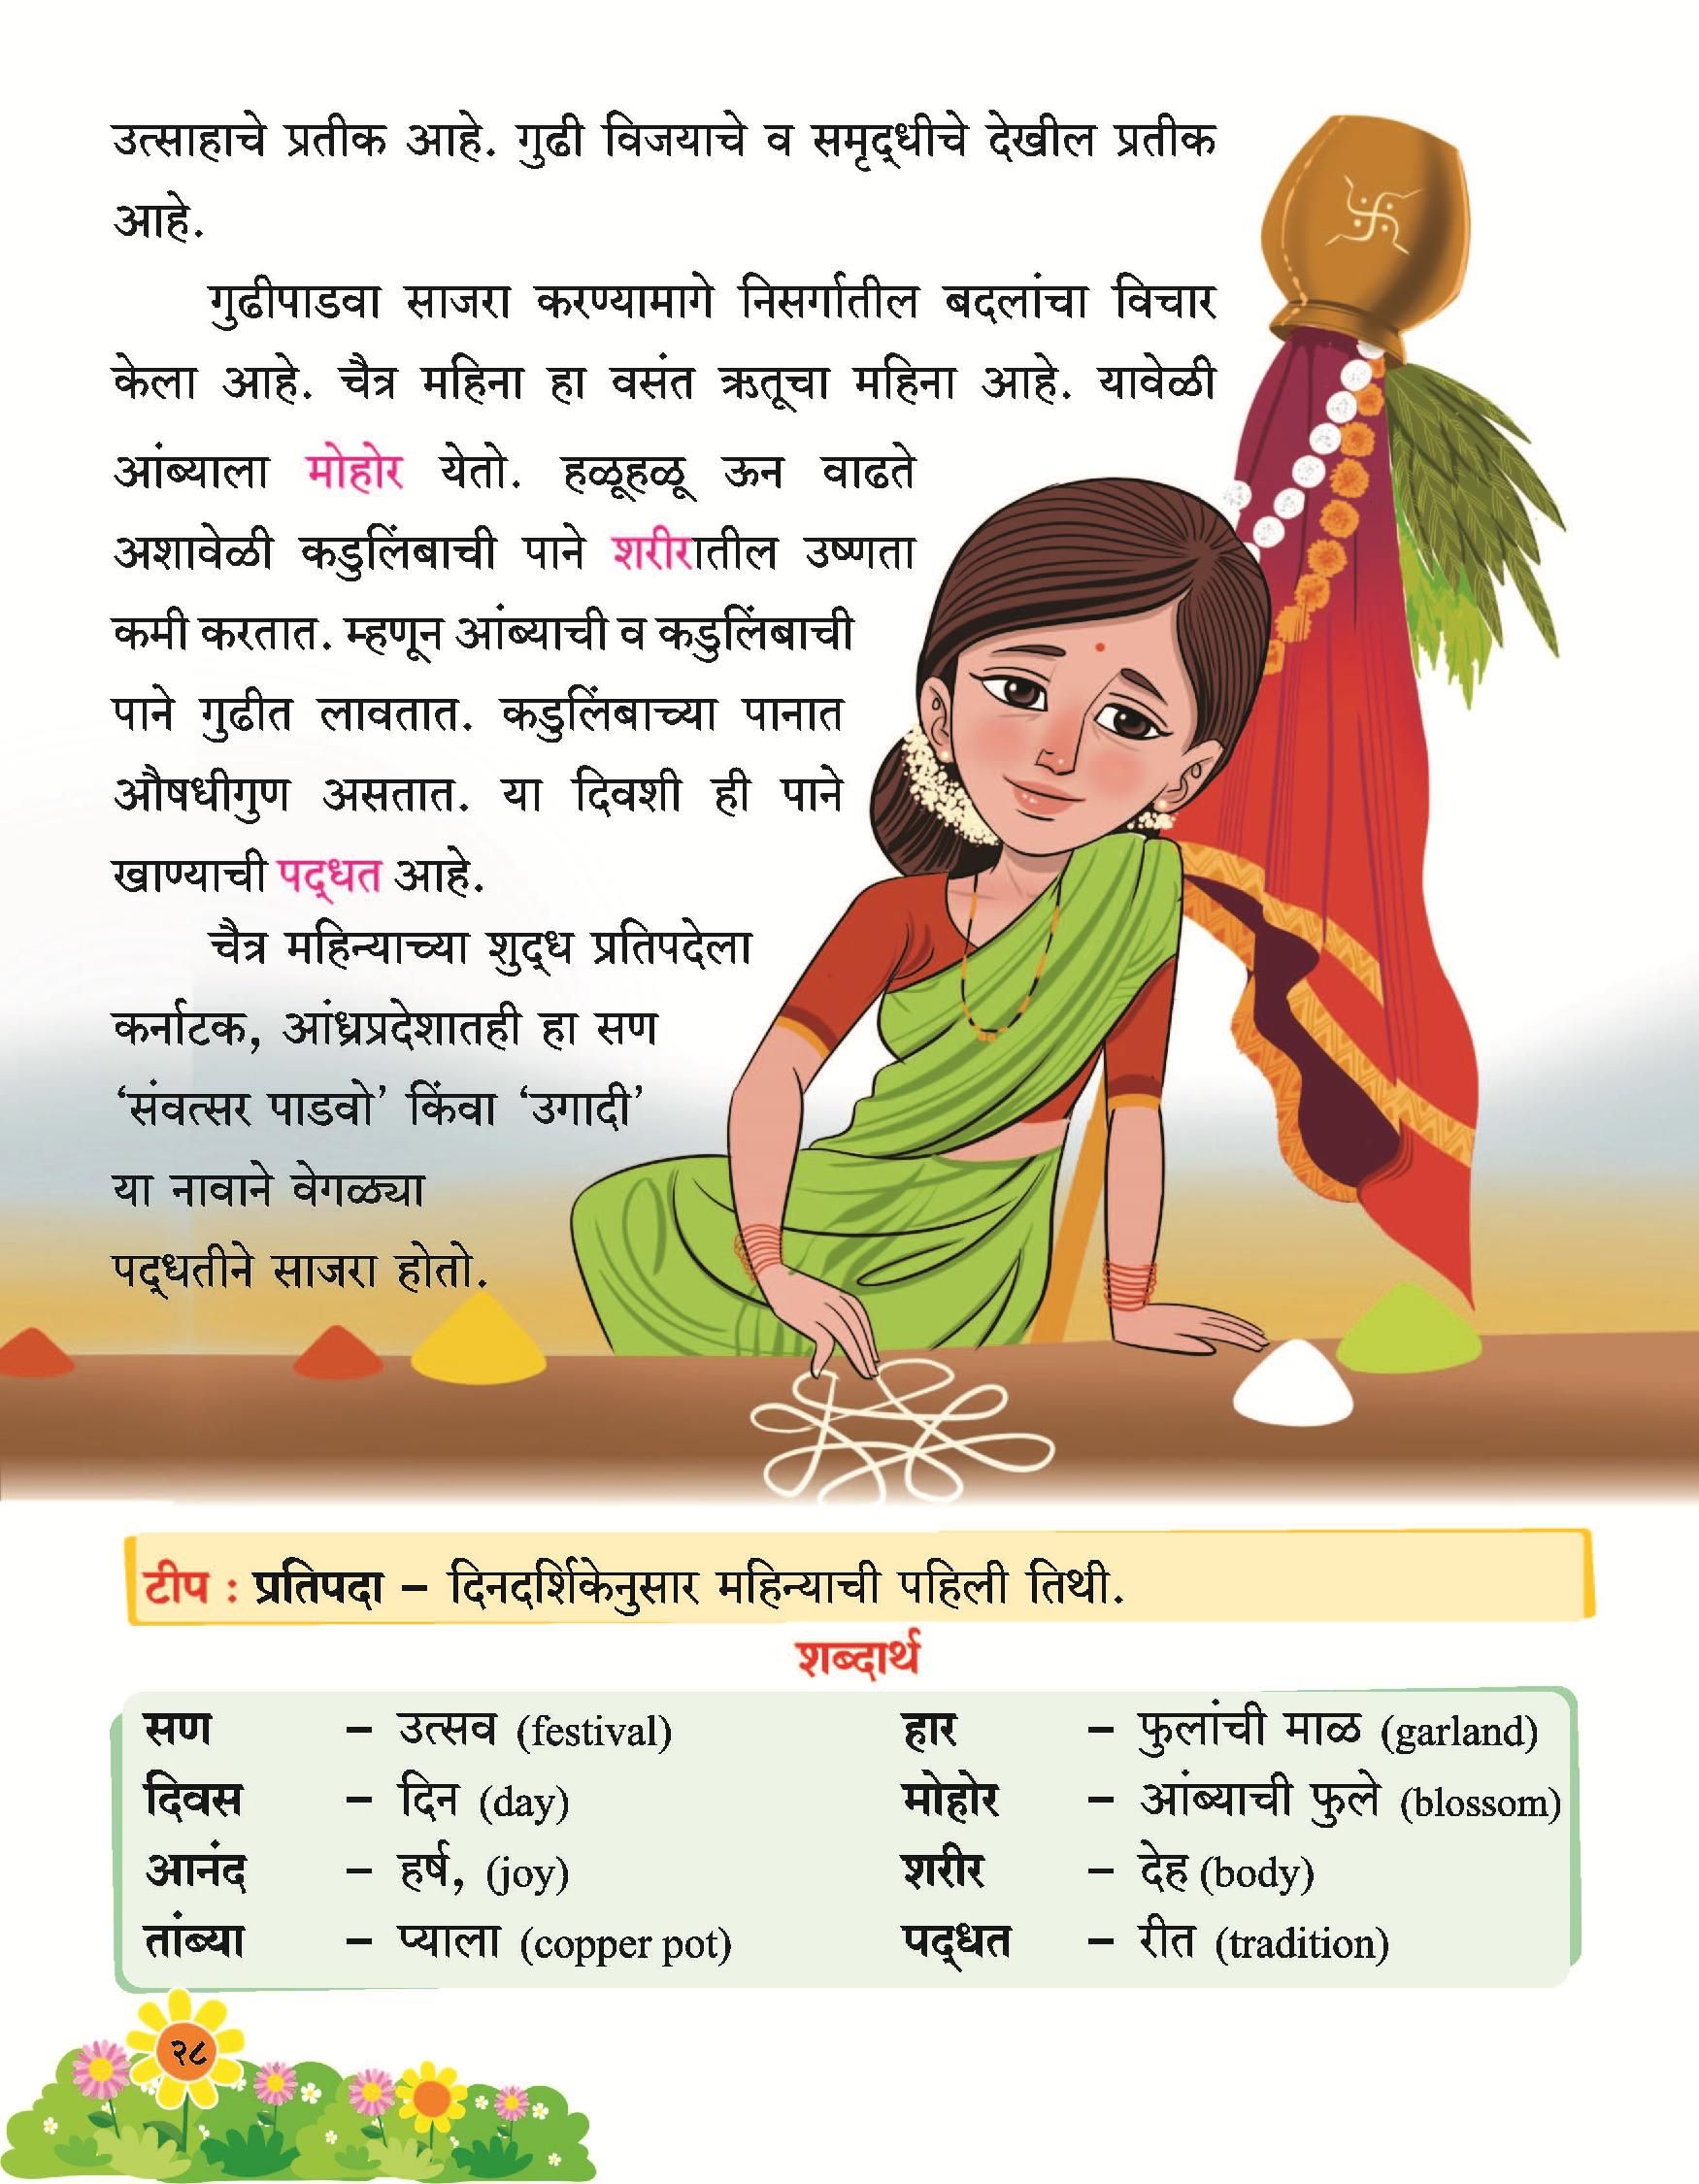 उत्साहाचे प्रतीक आहे. गुढी विजयाचे व समृद्धीचे देखील प्रतीक
आहे.
गुढीपाडवा साजरा करण्यामागे निसर्गातील बदलांचा विचार
केला आहे. चैत्र महिना हा वसंत ऋतूचा महिना आहे. यावेळी
आंब्याला मोहोर येतो. हळूहळू ऊन वाढते
अशावेळी कडुलिंबाची पाने शरीरातील उष्णता
कमी करतात. म्हणून आंब्याची व कडुलिंबाची
पाने गुढीत लावतात. कडुलिंबाच्या पानात
औषधीगुण असतात. या दिवशी ही पाने
खाण्याची पद्धत आहे.
चैत्र महिन्याच्या शुद्ध प्रतिपदेला
कर्नाटक, आंध्रप्रदेशातही हा सण
‘संवत्सर पाडवो’ किंवा ‘उगादी’
या नावाने वेगळ्या
पद्धतीने साजरा होतो.
टीप : प्रतिपदा – दिनदर्शिकेनुसार महिन्याची पहिली तिथी.
शब्दार्थ
सण – उत्सव (festival) हार – फुलांची माळ (garland)
दिवस – दिन (day) मोहोर – आंब्याची फुले (blossom)
आनंद – हर्ष, (joy) शरीर – देह (body)
तांब्या – प्याला (copper pot) पद्धत – रीत (tradition)
२८